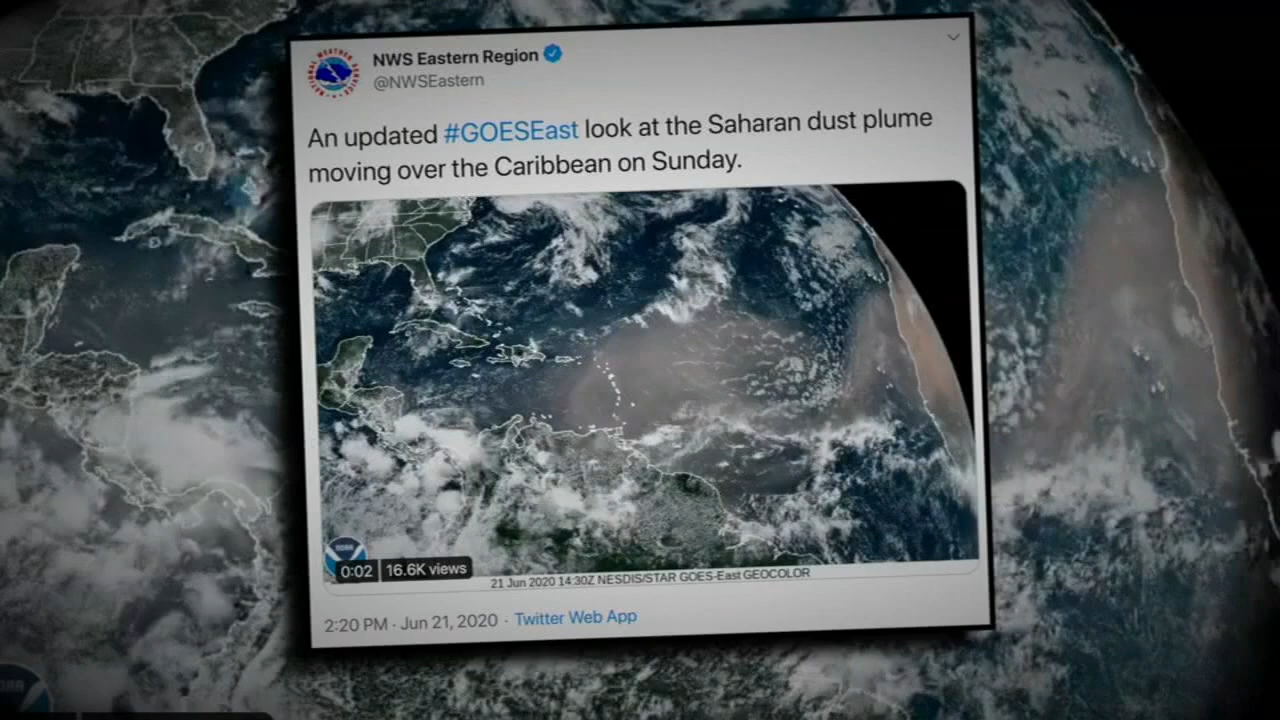 NWS Eastern Region
@NWSEastern
An updated #GOESEast look at the Saharan dust plume
moving over the Caribbean on Sunday.
NOAA
0:02 | 16.6K views
21 Jun 2020 14:30Z NESDIS/STAR GOES-East GEOCOLOR
2:20 PM · Jun 21, 2020 · Twitter Web App